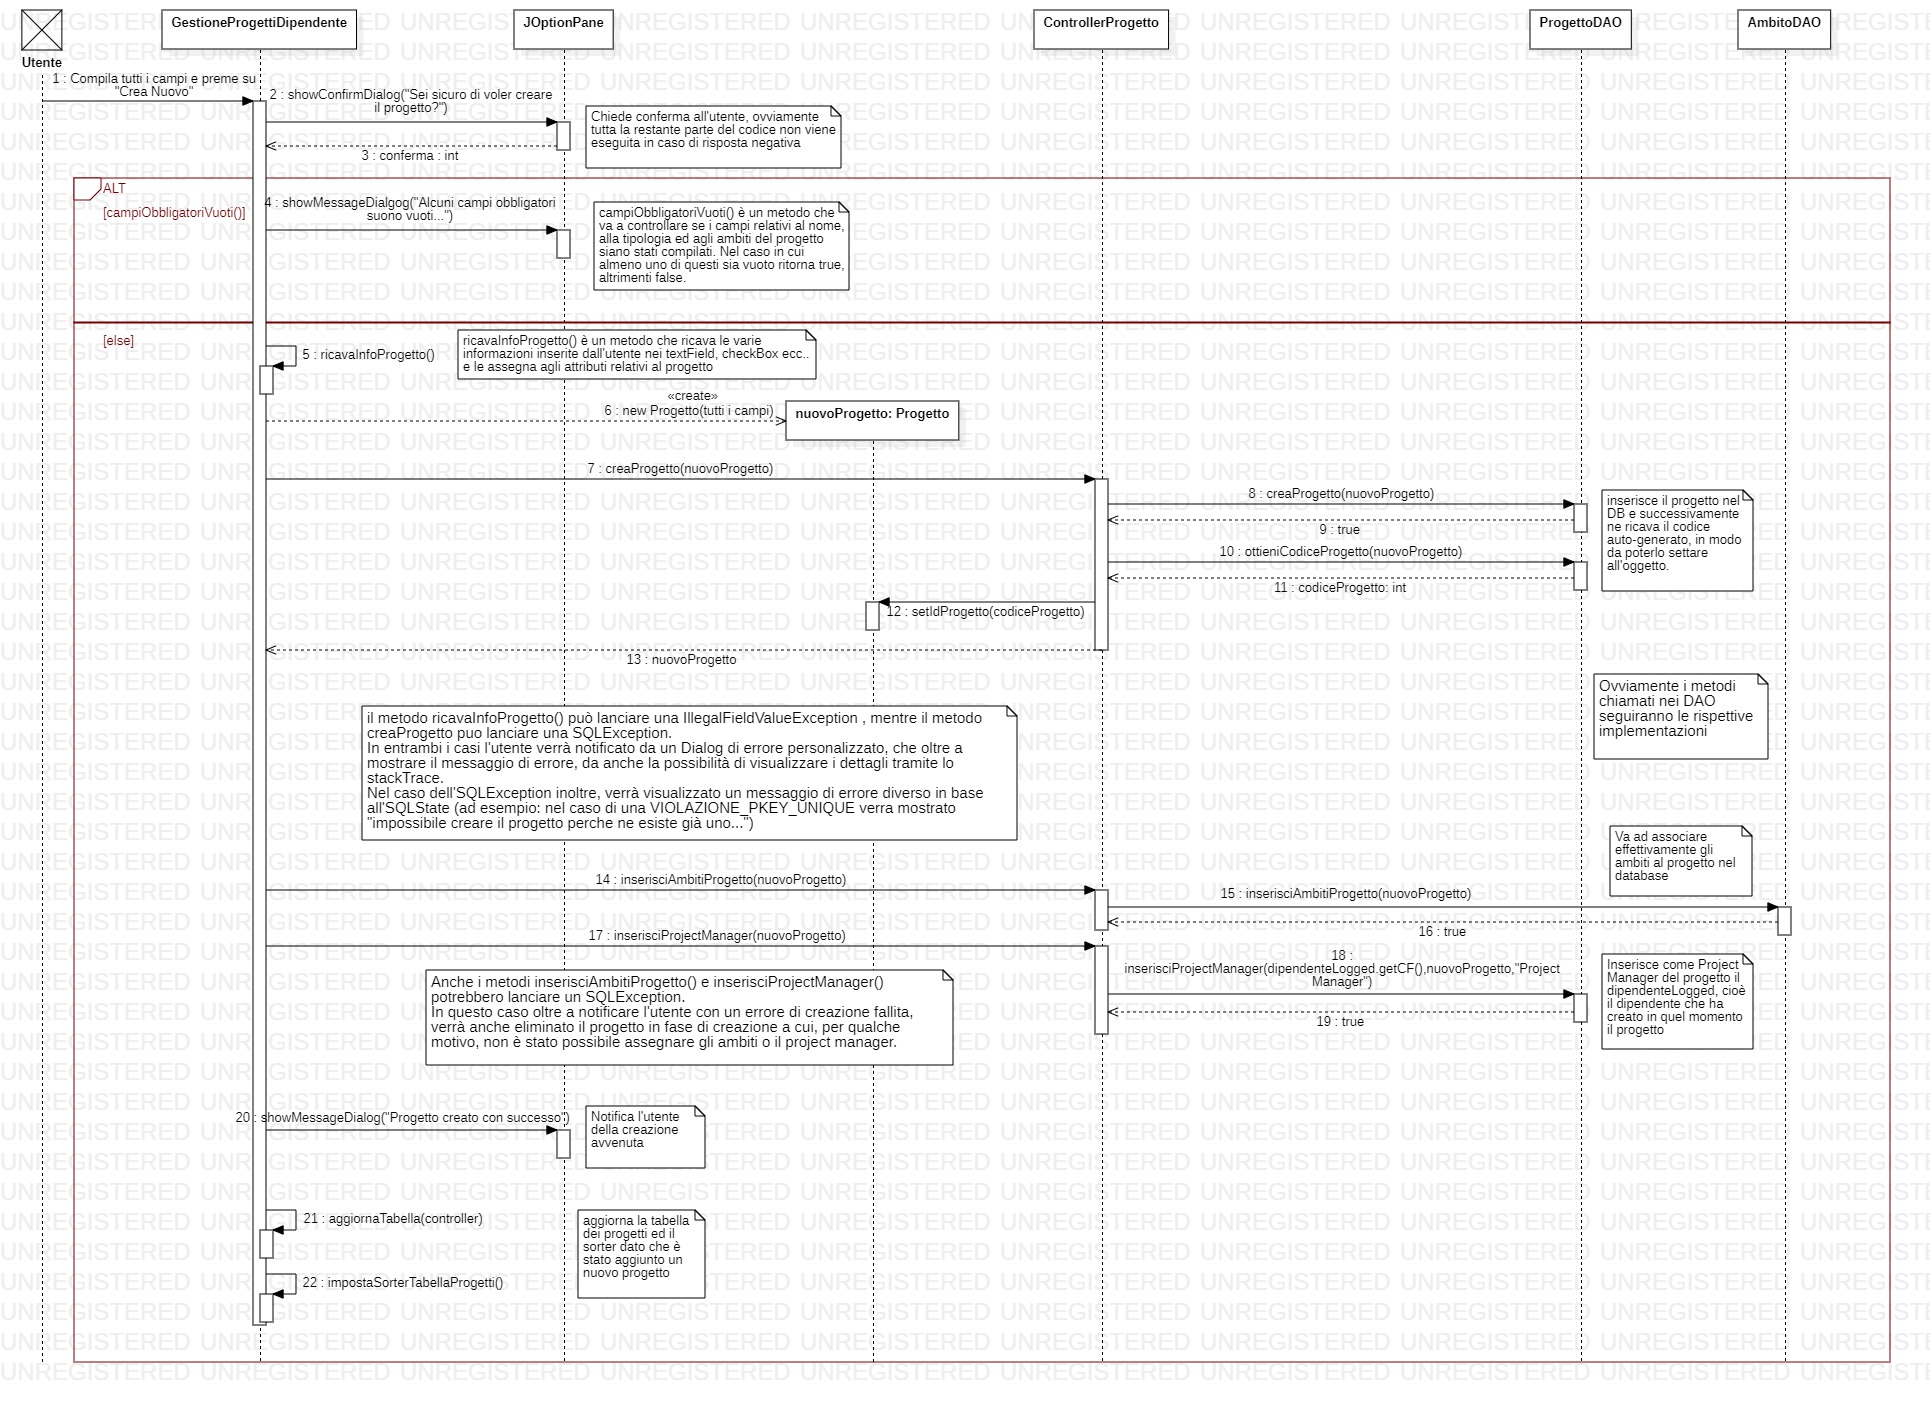 GestioneProgettiDipendente
JOptionPane
ControllerProgetto
ProgettoDAO
AmbitoDAO
Utente
1 : Compila tutti i campi e preme su
"Crea Nuovo"
2 : showConfirmDialog("Sei sicuro di voler creare
il progetto?")
Chiede conferma all'utente, ovviamente
tutta la restante parte del codice non viene
eseguita in caso di risposta negativa
3 : conferma : int
ALT
[campiObbligatoriVuoti()]
4 : showMessageDialgog("Alcuni campi obbligatori
suono vuoti...")
campiObbligatoriVuoti() è un metodo che
va a controllare se i campi relativi al nome,
alla tipologia ed agli ambiti del progetto
siano stati compilati. Nel caso in cui
almeno uno di questi sia vuoto ritorna true,
altrimenti false.
[else]
5 : ricavaInfoProgetto()
ricavaInfoProgetto() è un metodo che ricava le varie
informazioni inserite dall'utente nei textField, checkBox ecc..
e le assegna agli attributi relativi al progetto
«create»
6 : new Progetto(tutti i campi)
nuovoProgetto: Progetto
7 : creaProgetto(nuovoProgetto)
8 : creaProgetto(nuovoProgetto)
9 : true
10 : ottieniCodiceProgetto(nuovoProgetto)
11 : codiceProgetto: int
inserisce il progetto nel
DB e successivamente
ne ricava il codice
auto-generato, in modo
da poterlo settare
all'oggetto.
12 : setIdProgetto(codiceProgetto)
13 : nuovoProgetto
Ovviamente i metodi
chiamati nei DAO
seguiranno le rispettive
implementazioni
il metodo ricavaInfoProgetto() può lanciare una IllegalFieldValueException , mentre il metodo
creaProgetto puo lanciare una SQLException.
In entrambi i casi l'utente verrà notificato da un Dialog di errore personalizzato, che oltre a
mostrare il messaggio di errore, da anche la possibilità di visualizzare i dettagli tramite lo
stackTrace.
Nel caso dell'SQLException inoltre, verrà visualizzato un messaggio di errore diverso in base
all'SQLState (ad esempio: nel caso di una VIOLAZIONE_PKEY_UNIQUE verra mostrato
"impossibile creare il progetto perche ne esiste già uno...")
Va ad associare
effettivamente gli
ambiti al progetto nel
database
14 : inserisciAmbitiProgetto(nuovoProgetto)
15 : inserisciAmbitiProgetto(nuovoProgetto)
16 : true
17 : inserisciProjectManager(nuovoProgetto)
18 :
inserisciProjectManager(dipendenteLogged.getCF(),nuovoProgetto,"Project
Manager")
19 : true
Inserisce come Project
Manager del progetto il
dipendenteLogged, cioè
il dipendente che ha
creato in quel momento
il progetto
Anche i metodi inserisciAmbitiProgetto() e inserisciProjectManager()
potrebbero lanciare un SQLException.
In questo caso oltre a notificare l'utente con un errore di creazione fallita,
verrà anche eliminato il progetto in fase di creazione a cui, per qualche
motivo, non è stato possibile assegnare gli ambiti o il project manager.
20 : showMessageDialog("Progetto creato con successo")
Notifica l'utente
della creazione
avvenuta
21 : aggiornaTabella(controller)
aggiorna la tabella
dei progetti ed il
sorter dato che è
stato aggiunto un
nuovo progetto
22 : impostaSorterTabellaProgetti()
UNREGISTERED